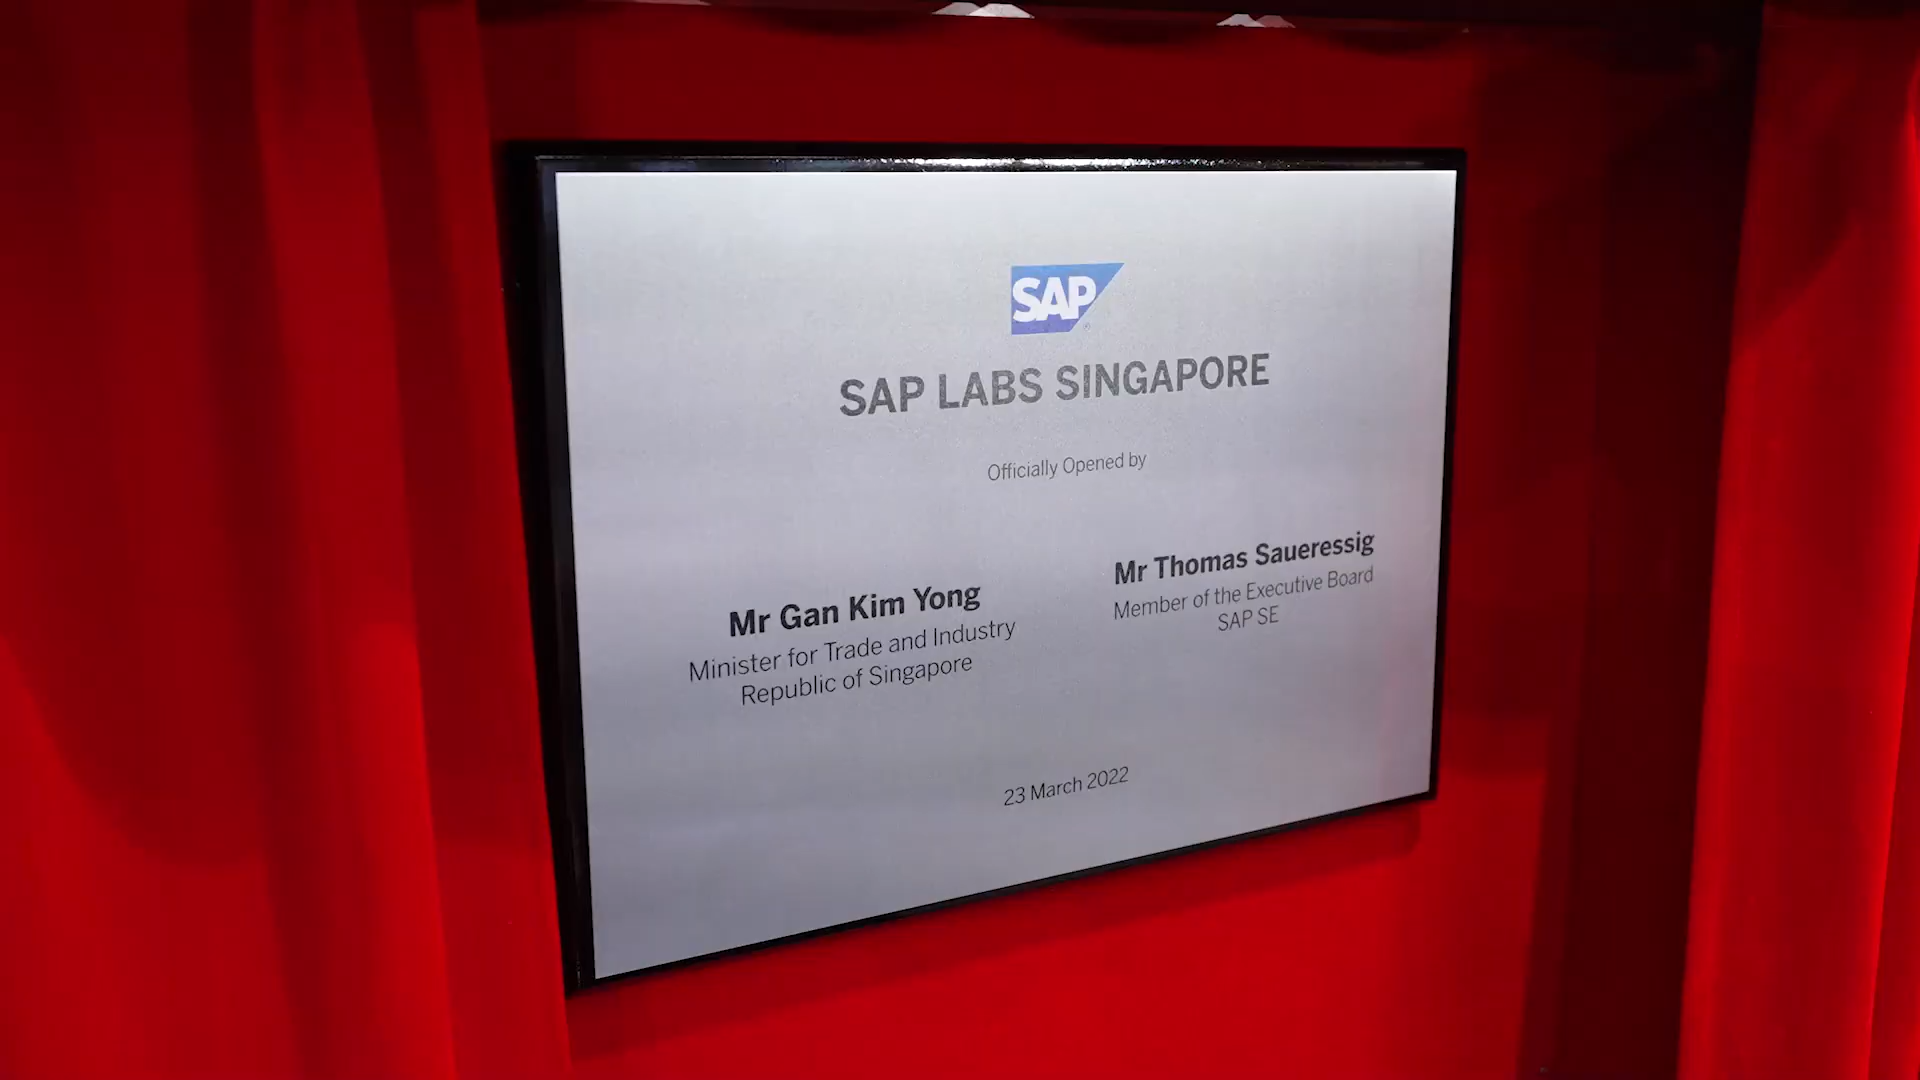 SAP
SAP LABS SINGAPORE
Officially Opened by
Mr Gan Kim Yong
Minister for Trade and Industry
Republic of Singapore
Mr Thomas Saueressig
Member of the Executive Board
SAP SE
23 March 2022